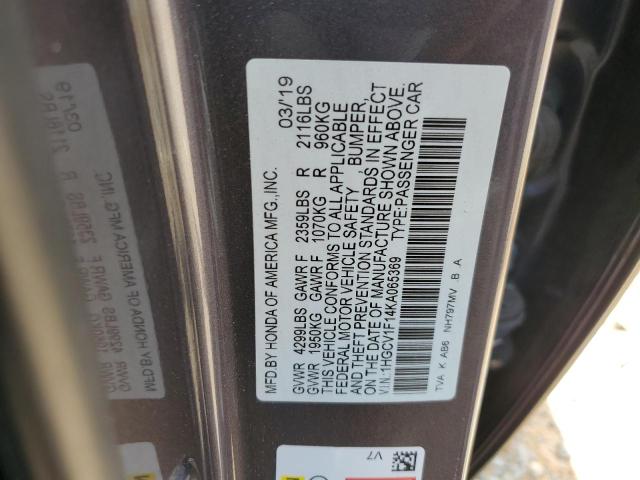 MFD.BY HONDA OF AMERICA MFG.,INC. 03/'19
GVWR 4299LBS GAWR F 2359LBS R 2116LBS
GVWR 1950KG GAWR F 1070KG R 960KG
THIS VEHICLE CONFORMS TO ALL APPLICABLE
FEDERAL MOTOR VEHICLE SAFETY , BUMPER,
AND THEFT PREVENTION STANDARDS IN EFFECT
ON THE DATE OF MANUFACTURE SHOWN ABOVE.
V.I.N.:1HGCV1F14KA065369 TYPE:PASSENGER CAR
TVA K AB6 NH797MV B A
V7